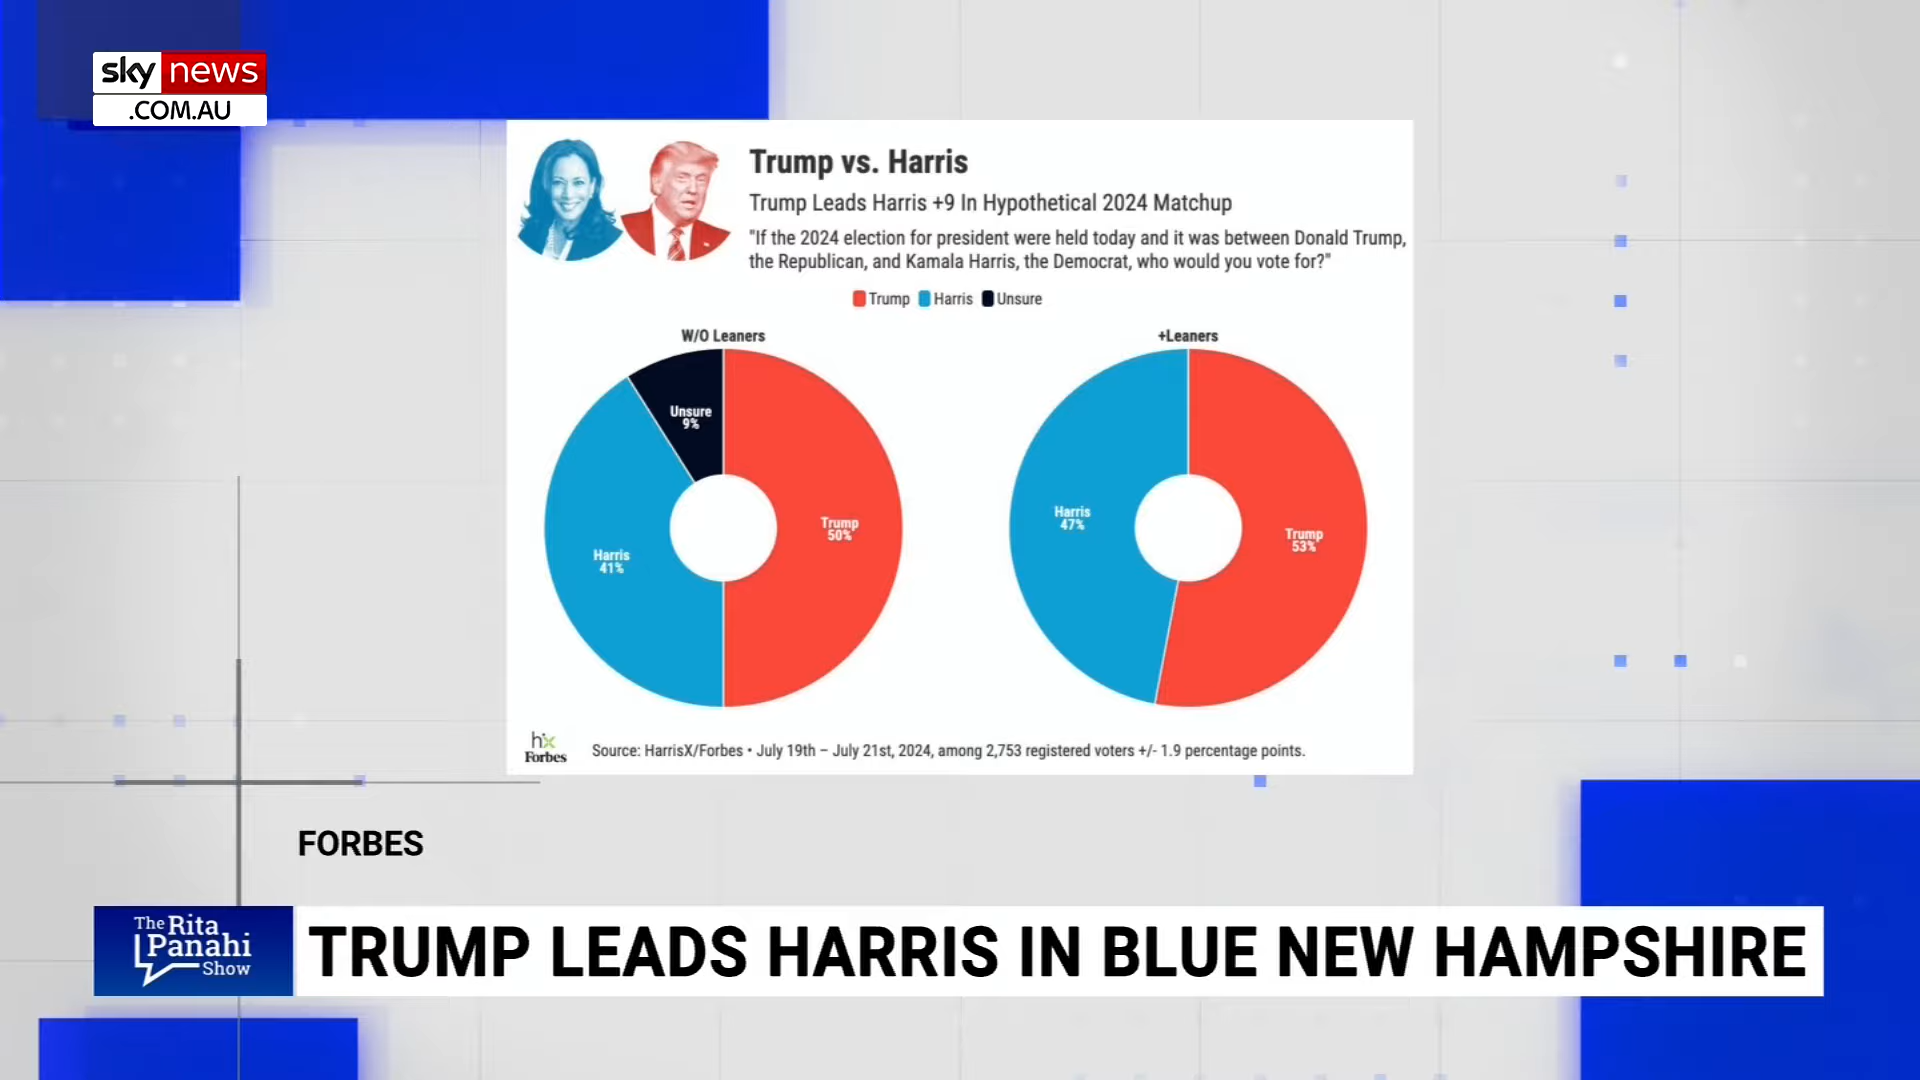 sky news
.COM.AU
Trump vs. Harris
Trump Leads Harris +9 In Hypothetical 2024 Matchup
"If the 2024 election for president were held today and it was between Donald Trump,
the Republican, and Kamala Harris, the Democrat, who would you vote for?"
Trump Harris Unsure
W/O Leaners
Unsure
9%
Trump
50%
Harris
41%
+Leaners
Harris
47%
Trump
53%
hx
Forbes
Source: HarrisX/Forbes • July 19th – July 21st, 2024, among 2,753 registered voters +/- 1.9 percentage points.
FORBES
The Rita
Panahi
Show
TRUMP LEADS HARRIS IN BLUE NEW HAMPSHIRE